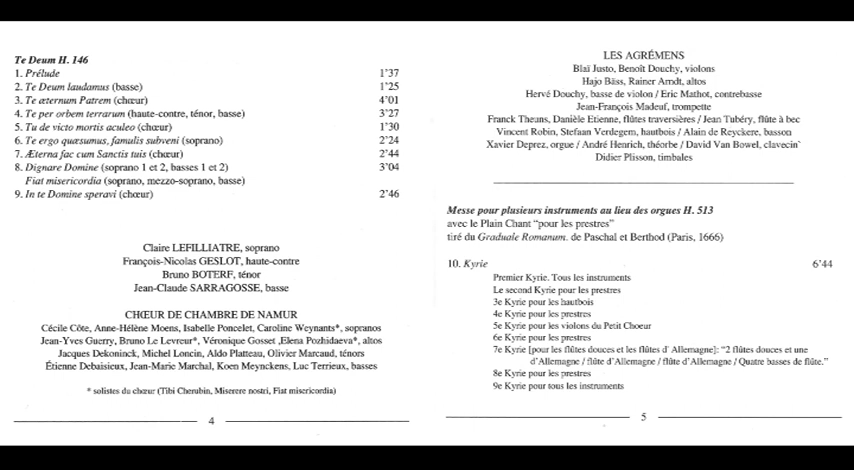 Te Deum H. 146
1. Prélude 1’37
2. Te Deum laudamus (basse) 1’25
3. Te æternum Patrem (chœur) 4’01
4. Te per orbem terrarum (haute-contre, ténor, basse) 3’27
5. Tu de victo mortis aculeo (chœur) 1’30
6. Te ergo quæsumus, famulis subveni (soprano) 2’24
7. Æterna fac cum Sanctis tuis (chœur) 2’44
8. Dignare Domine (soprano 1 et 2, basses 1 et 2) 3’04
Fiat misericordia (soprano, mezzo-soprano, basse)
9. In te Domine speravi (chœur) 2’46
Claire LEFILLIATRE, soprano
François-Nicolas GESLOT, haute-contre
Bruno BOTERF, ténor
Jean-Claude SARRAGOSSE, basse
CHŒUR DE CHAMBRE DE NAMUR
Cécile Côte, Anne-Hélène Moens, Isabelle Poncelet, Caroline Weynants*, sopranos
Jean-Yves Guerry, Bruno Le Levreur*, Véronique Gosset ,Elena Pozhidaeva*, altos
Jacques Dekoninck, Michel Loncin, Aldo Platteau, Olivier Marcaud, ténors
Étienne Debaisieux, Jean-Marie Marchal, Koen Meynckens, Luc Terrieux, basses
* solistes du chœur (Tibi Cherubin, Miserere nostri, Fiat misericordia)
4
LES AGRÉMENS
Blaï Justo, Benoît Douchy, violons
Hajo Bäss, Rainer Arndt, altos
Hervé Douchy, basse de violon / Eric Mathot, contrebasse
Jean-François Madeuf, trompette
Franck Theuns, Danièle Etienne, flûtes traversières / Jean Tubéry, flûte à bec
Vincent Robin, Stefaan Verdegem, hautbois / Alain de Reyckere, basson
Xavier Deprez, orgue / André Henrich, théorbe / David Van Bowel, clavecin
Didier Plisson, timbales
Messe pour plusieurs instruments au lieu des orgues H. 513
avec le Plain Chant “pour les prestres”
tiré du Graduale Romanum. de Paschal et Berthod (Paris, 1666)
10. Kyrie 6’44
Premier Kyrie. Tous les instruments
Le second Kyrie pour les prestres
3e Kyrie pour les hautbois
4e Kyrie pour les prestres
5e Kyrie pour les violons du Petit Choeur
6e Kyrie pour les prestres
7e Kyrie [pour les flûtes douces et les flûtes d' Allemagne]: “2 flûtes douces et une
d’Allemagne / flûte d’Allemagne / flûte d’Allemagne / Quatre basses de flûte.”
8e Kyrie pour les prestres
9e Kyrie pour tous les instruments
5